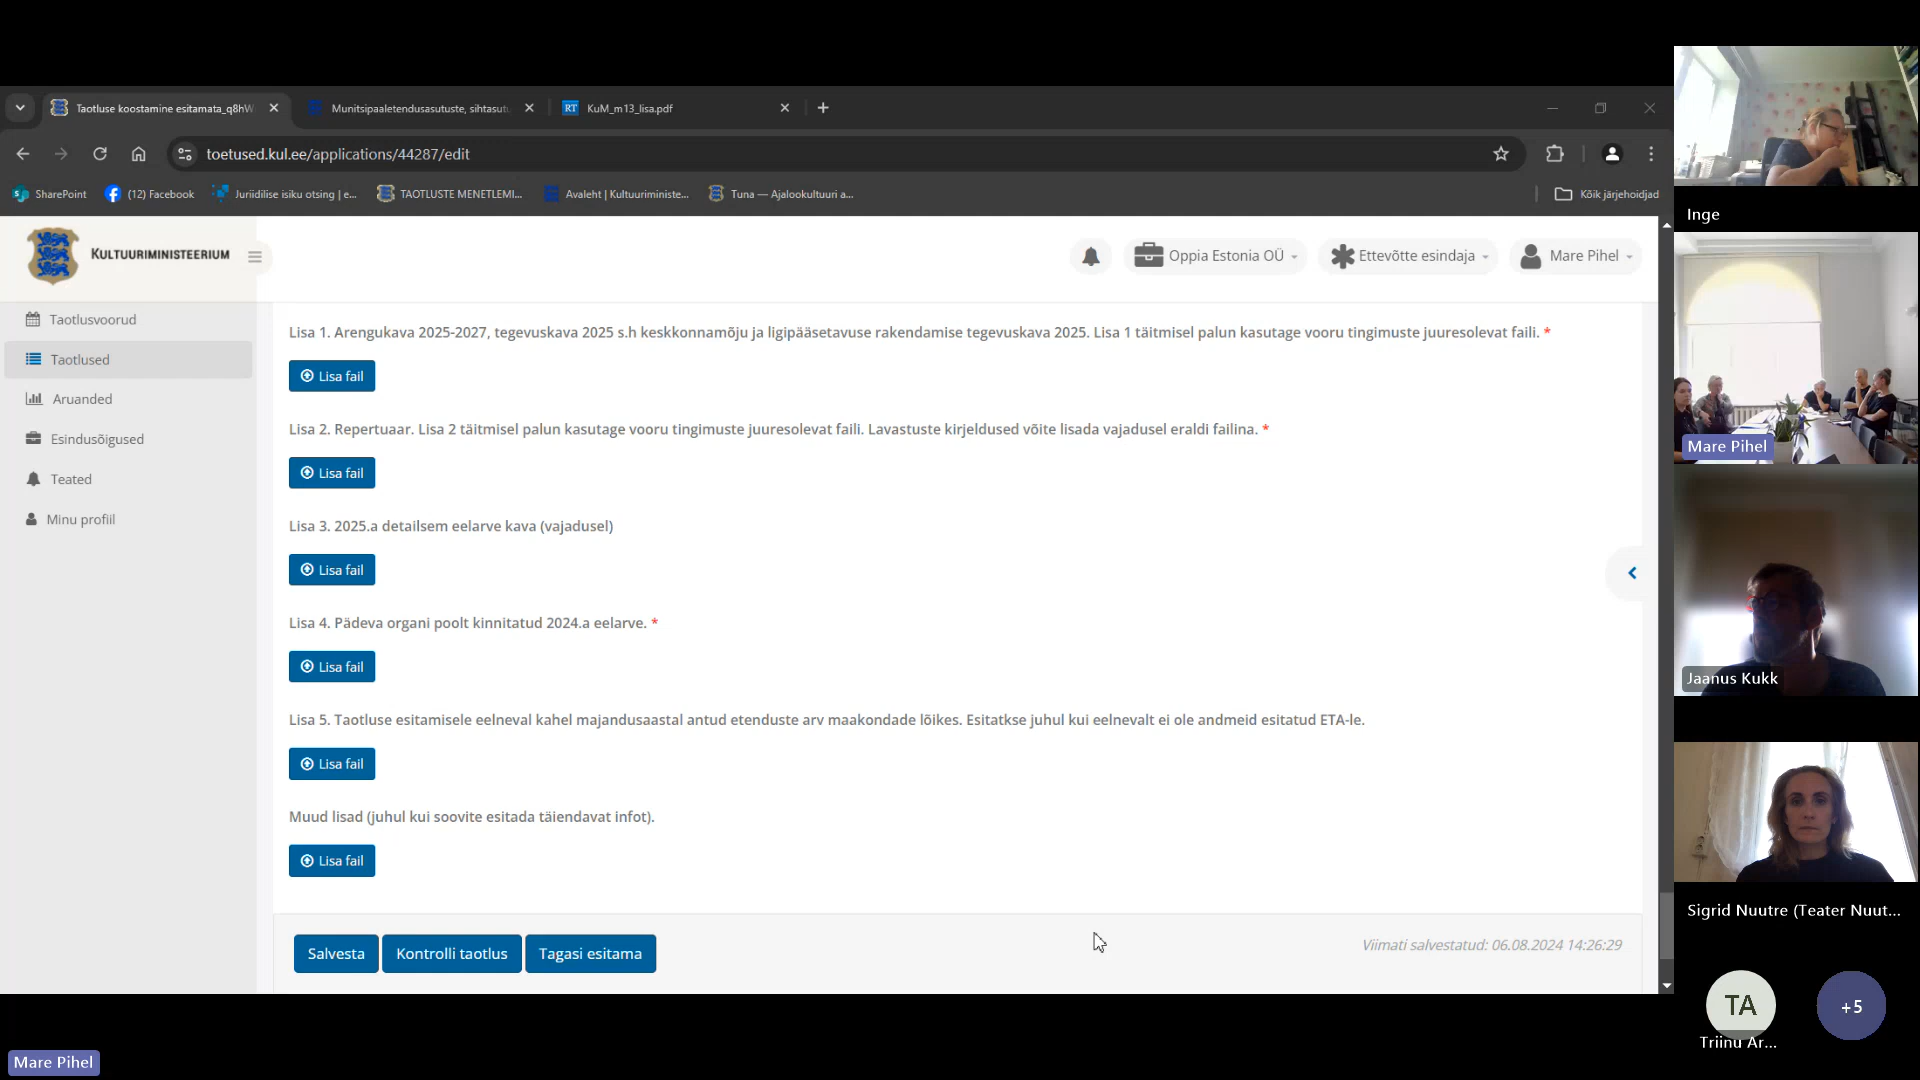 Taotluse koostamine esitamata_q8hW
Munitsipaaletendusasutuste, sihtasutu
RT KuM_m13_lisa.pdf
toetused.kul.ee/applications/44287/edit
SharePoint
(12) Facebook
Juriidilise isiku otsing | e...
TAOTLUSTE MENETLEMI...
Avaleht | Kultuuriministe...
Tuna — Ajalookultuuri a...
Kõik järjehoidjad
KULTUURIMINISTEERIUM
Oppia Estonia OÜ
Ettevõtte esindaja
Mare Pihel
Taotlusvoorud
Taotlused
Aruanded
Esindusõigused
Teated
Minu profiil
Lisa 1. Arengukava 2025-2027, tegevuskava 2025 s.h keskkonnamõju ja ligipääsetavuse rakendamise tegevuskava 2025. Lisa 1 täitmisel palun kasutage vooru tingimuste juuresolevat faili. *
Lisa fail
Lisa 2. Repertuaar. Lisa 2 täitmisel palun kasutage vooru tingimuste juuresolevat faili. Lavastuste kirjeldused võite lisada vajadusel eraldi failina. *
Lisa fail
Lisa 3. 2025.a detailsem eelarve kava (vajadusel)
Lisa fail
Lisa 4. Pädeva organi poolt kinnitatud 2024.a eelarve. *
Lisa fail
Lisa 5. Taotluse esitamisele eelneval kahel majandusaastal antud etenduste arv maakondade lõikes. Esitatkse juhul kui eelnevalt ei ole andmeid esitatud ETA-le.
Lisa fail
Muud lisad (juhul kui soovite esitada täiendavat infot).
Lisa fail
Salvesta
Kontrolli taotlus
Tagasi esitama
Viimati salvestatud: 06.08.2024 14:26:29
Inge
Mare Pihel
Jaanus Kukk
Sigrid Nuutre (Teater Nuut...
TA
+5
Triinu Ar...
Mare Pihel